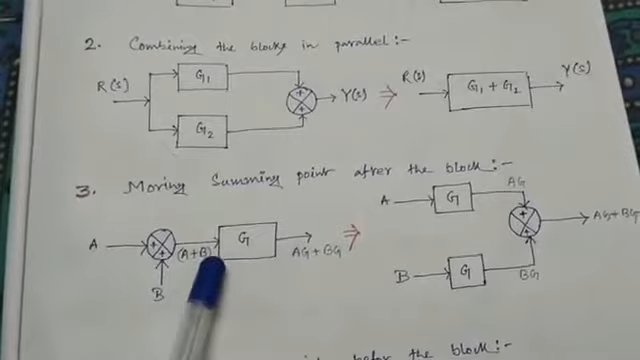 2. Combining the blocks in parallel:-
R(s) G1 G2 + + Y(s) ⇒ R(s) G1 + G2 Y(s)
3. Moving Summing point after the block:-
A + + B (A+B) G AG + BG ⇒ A G AG + + B G BG AG + BG
before the block:-